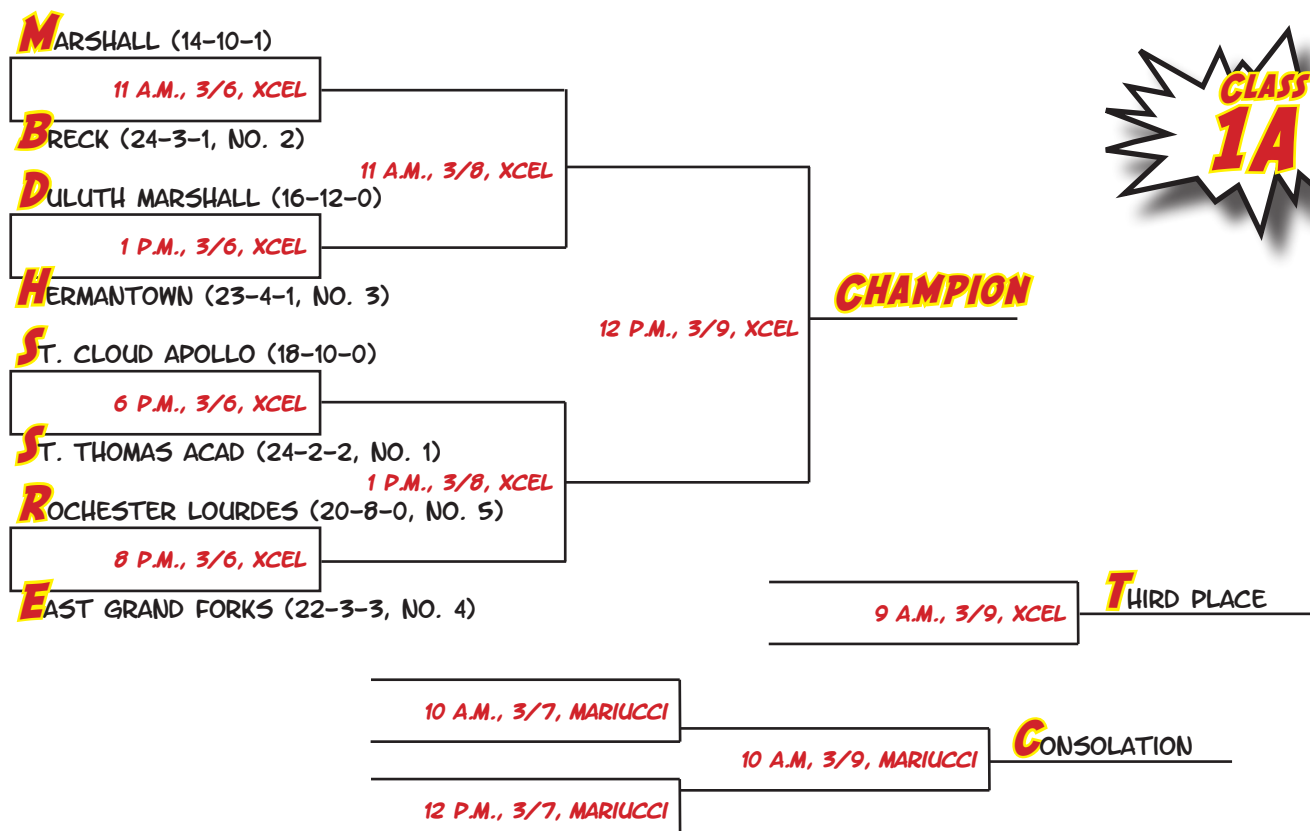 MARSHALL (14-10-1)
11 A.M., 3/6, XCEL
BRECK (24-3-1, NO. 2)
11 A.M., 3/8, XCEL
DULUTH MARSHALL (16-12-0)
1 P.M., 3/6, XCEL
HERMANTOWN (23-4-1, NO. 3)
CLASS
1A
CHAMPION
12 P.M., 3/9, XCEL
ST. CLOUD APOLLO (18-10-0)
6 P.M., 3/6, XCEL
ST. THOMAS ACAD (24-2-2, NO. 1)
1 P.M., 3/8, XCEL
ROCHESTER LOURDES (20-8-0, NO. 5)
8 P.M., 3/6, XCEL
EAST GRAND FORKS (22-3-3, NO. 4)
9 A.M., 3/9, XCEL
THIRD PLACE
10 A.M., 3/7, MARIUCCI
10 A.M, 3/9, MARIUCCI
CONSOLATION
12 P.M., 3/7, MARIUCCI